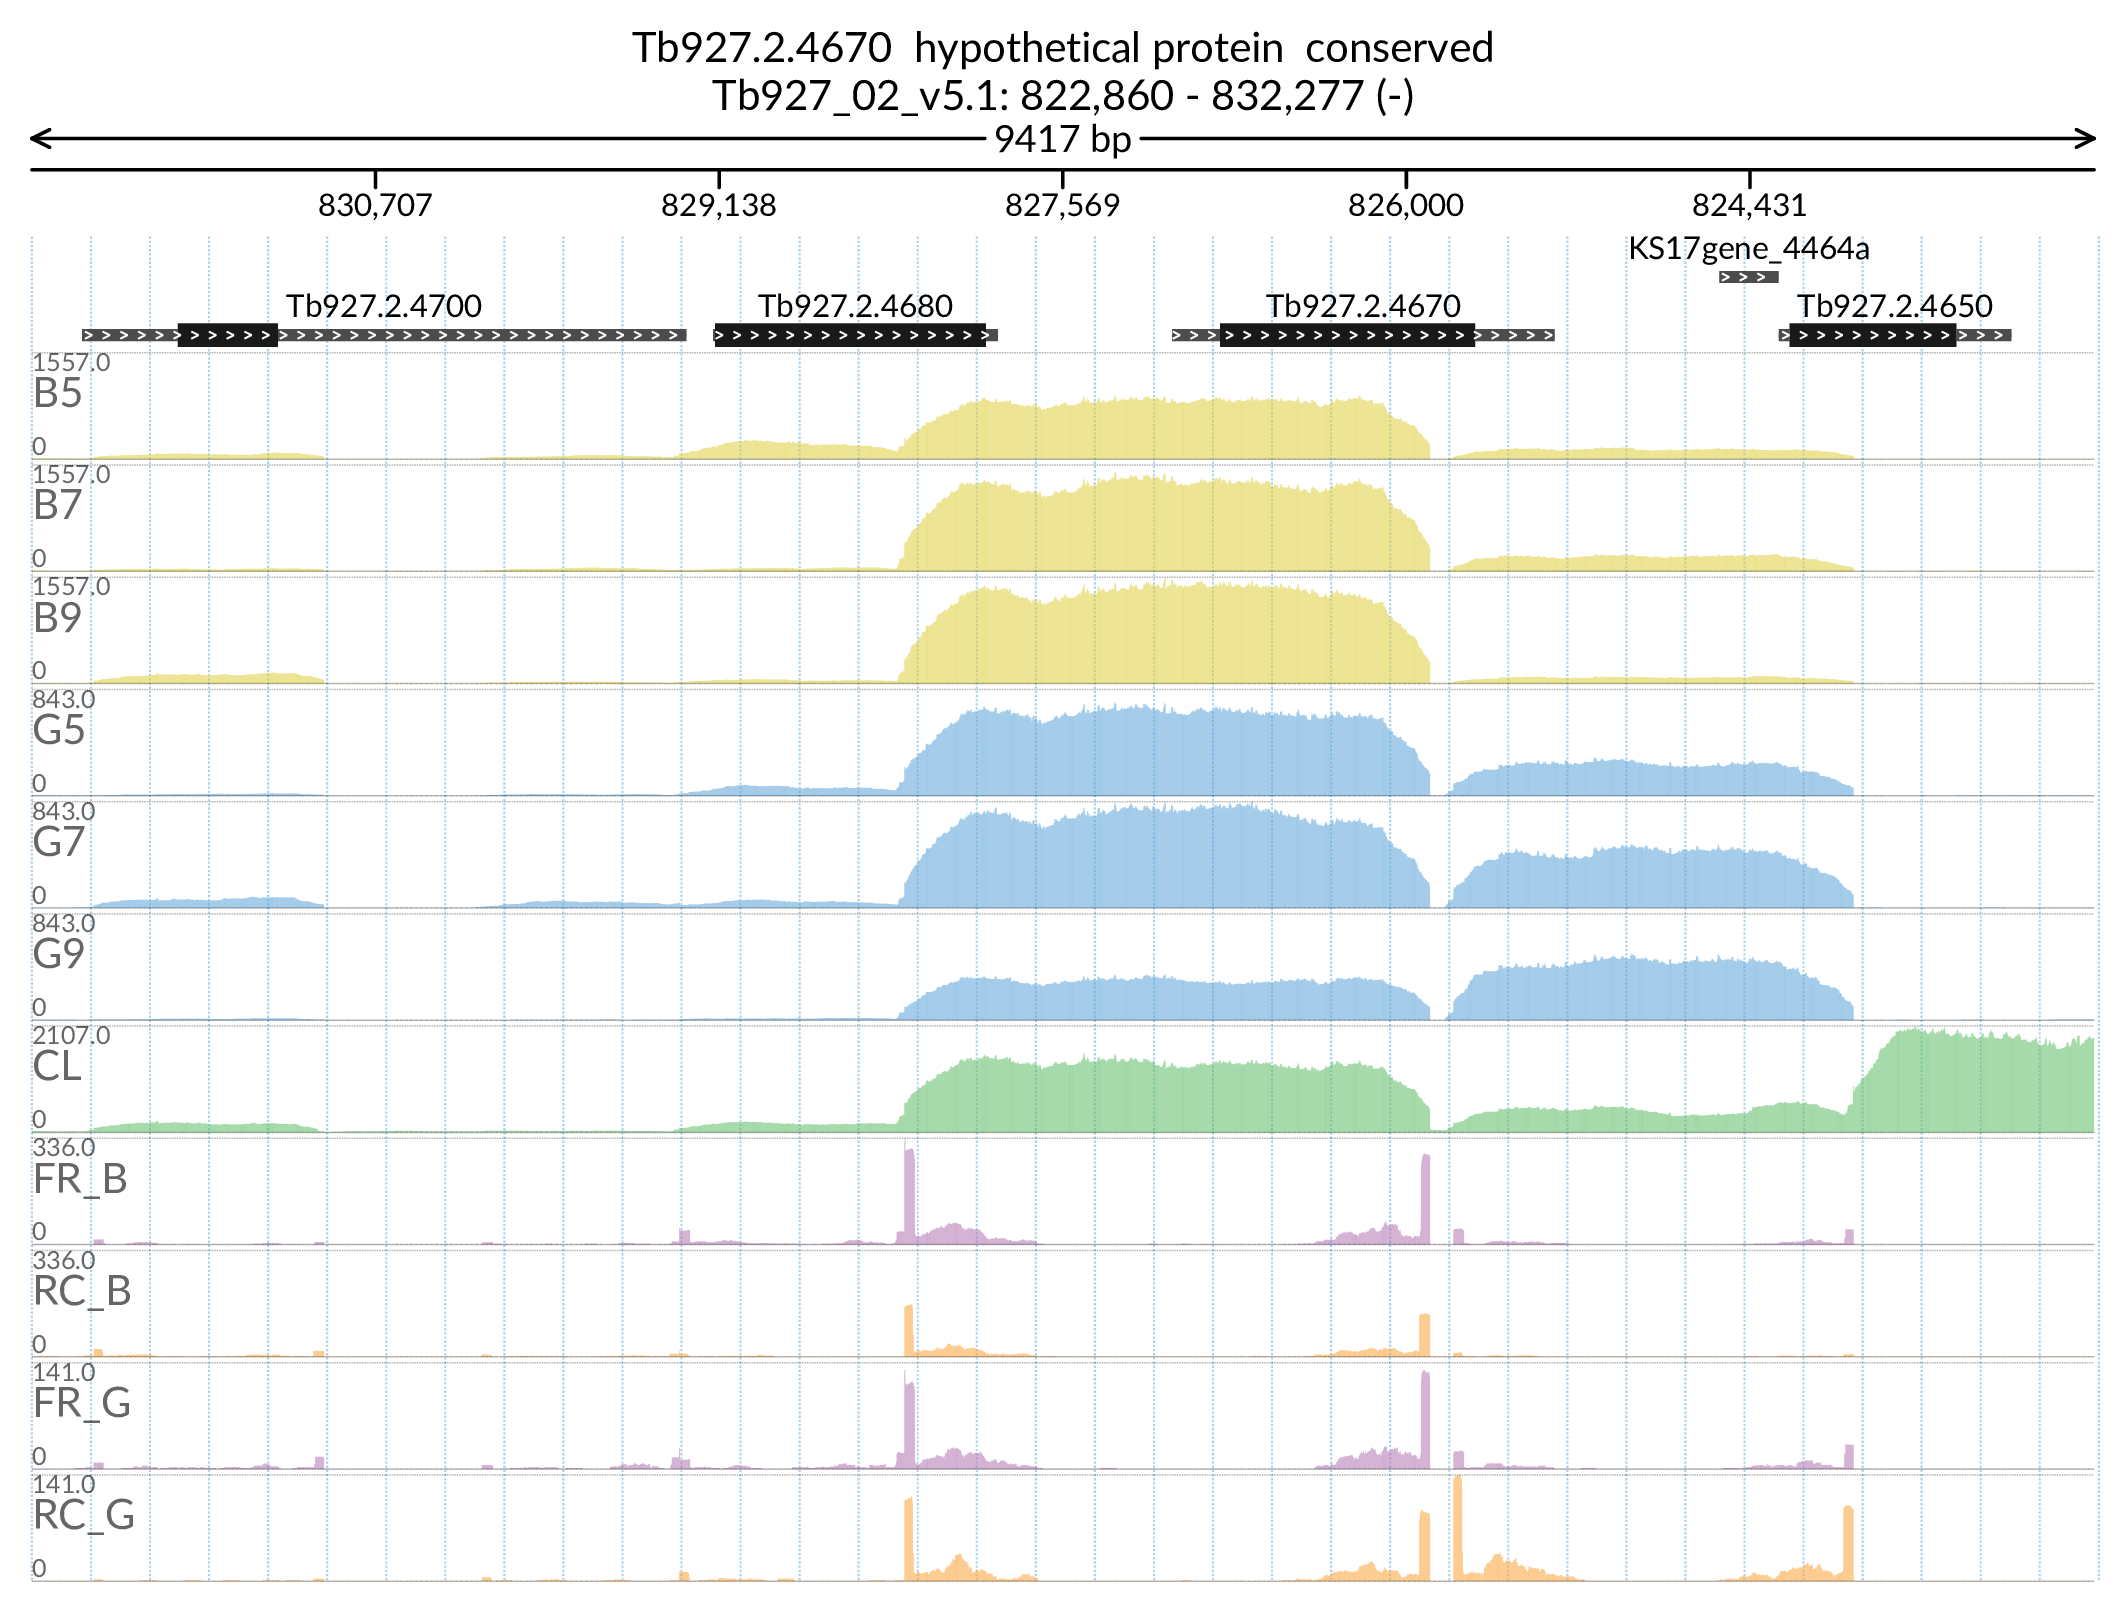 Tb927.2.4670  hypothetical protein  conserved
Tb927_02_v5.1: 822,860 - 832,277 (-)
9417 bp
830,707 829,138 827,569 826,000 824,431
KS17gene_4464a
Tb927.2.4700 Tb927.2.4680 Tb927.2.4670 Tb927.2.4650
1557.0
B5
0
1557.0
B7
0
1557.0
B9
0
843.0
G5
0
843.0
G7
0
843.0
G9
0
2107.0
CL
0
336.0
FR_B
0
336.0
RC_B
0
141.0
FR_G
0
141.0
RC_G
0